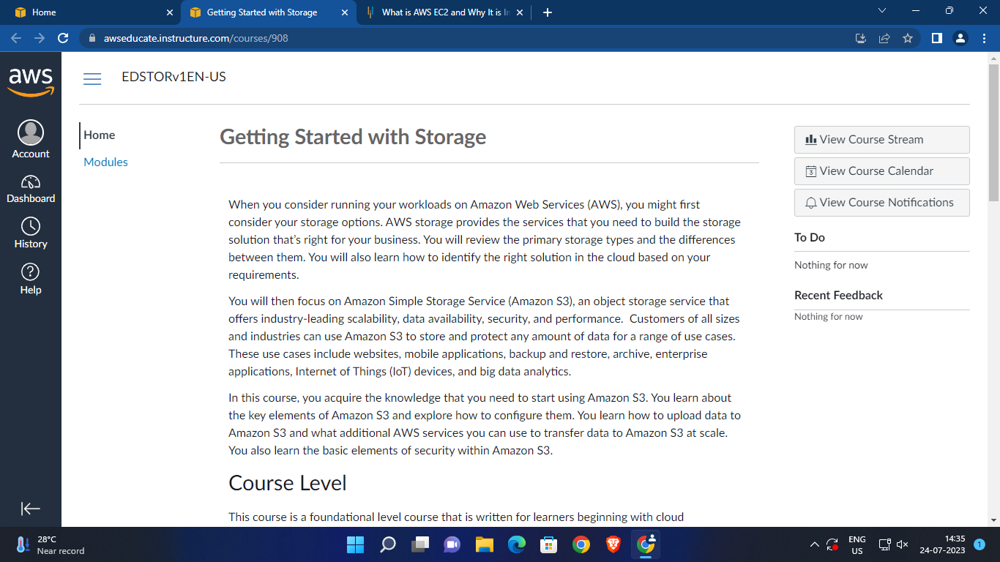 Home
Getting Started with Storage
What is AWS EC2 and Why It is In
awseducate.instructure.com/courses/908
aws
Account
Dashboard
History
Help
EDSTORv1EN-US
Home
Modules
Getting Started with Storage
When you consider running your workloads on Amazon Web Services (AWS), you might first
consider your storage options. AWS storage provides the services that you need to build the storage
solution that’s right for your business. You will review the primary storage types and the differences
between them. You will also learn how to identify the right solution in the cloud based on your
requirements.
You will then focus on Amazon Simple Storage Service (Amazon S3), an object storage service that
offers industry-leading scalability, data availability, security, and performance.  Customers of all sizes
and industries can use Amazon S3 to store and protect any amount of data for a range of use cases.
These use cases include websites, mobile applications, backup and restore, archive, enterprise
applications, Internet of Things (IoT) devices, and big data analytics.
In this course, you acquire the knowledge that you need to start using Amazon S3. You learn about
the key elements of Amazon S3 and explore how to configure them. You learn how to upload data to
Amazon S3 and what additional AWS services you can use to transfer data to Amazon S3 at scale.
You also learn the basic elements of security within Amazon S3.
Course Level
This course is a foundational level course that is written for learners beginning with cloud
View Course Stream
3 View Course Calendar
View Course Notifications
To Do
Nothing for now
Recent Feedback
Nothing for now
28°C
Near record
ENG
US
14:35
24-07-2023
1